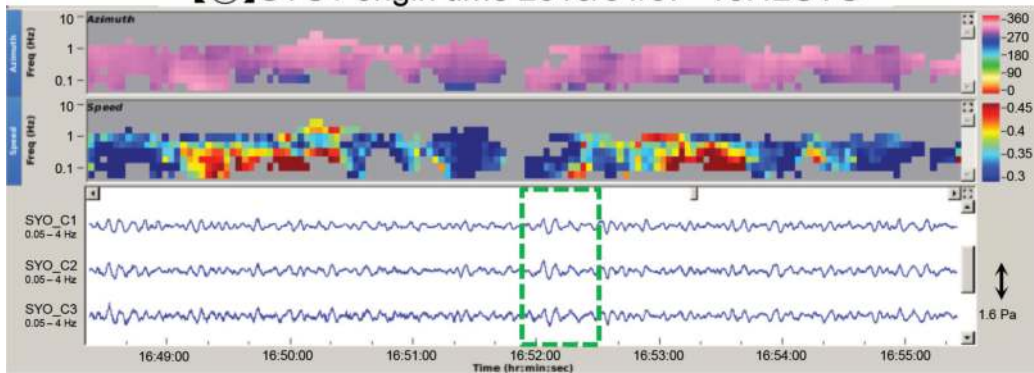 10
Azimuth
360
270
180
90
0
Azimuth
Freq (Hz)
1
0.1
10
Speed
0.45
0.4
0.35
0.3
Speed
Freq (Hz)
1
0.1
SYO_C1
0.05 – 4 Hz
SYO_C2
0.05 – 4 Hz
SYO_C3
0.05 – 4 Hz
1.6 Pa
16:49:00 16:50:00 16:51:00 16:52:00 16:53:00 16:54:00 16:55:00
Time (hr:min:sec)